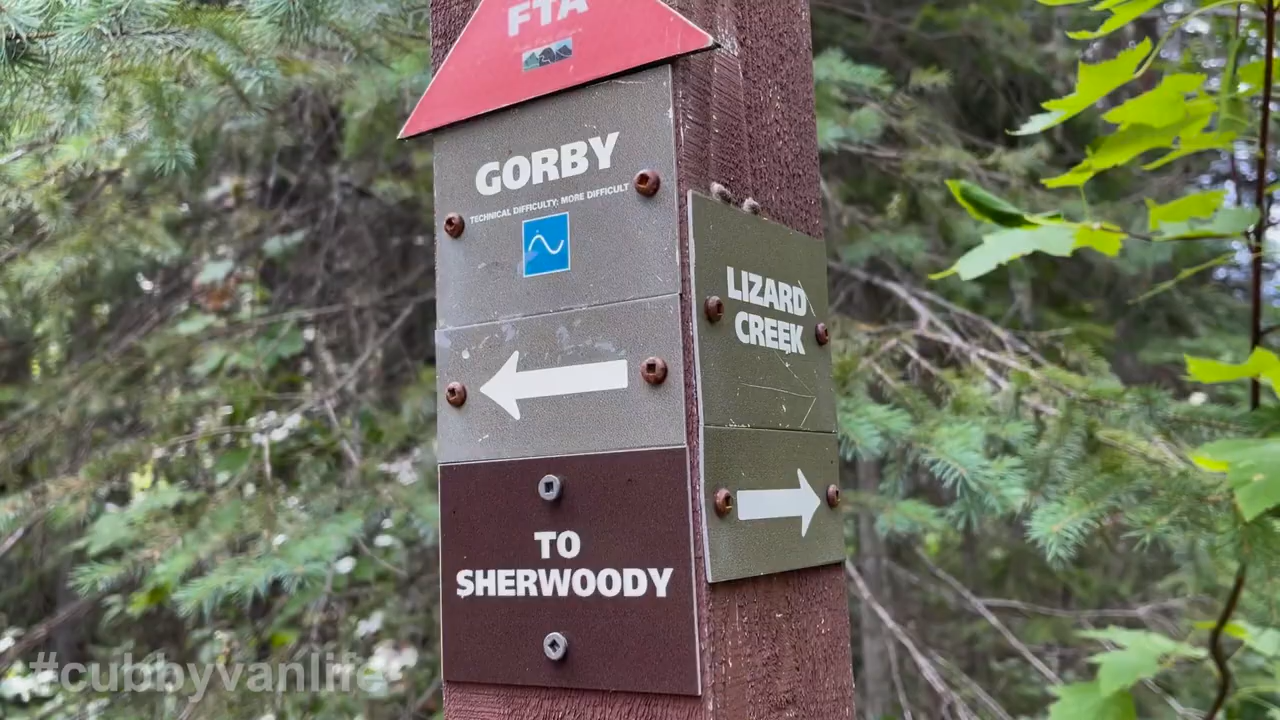 FTA
GORBY
TECHNICAL DIFFICULTY: MORE DIFFICULT
LIZARD
CREEK
TO
SHERWOODY
#cubbyvanlife